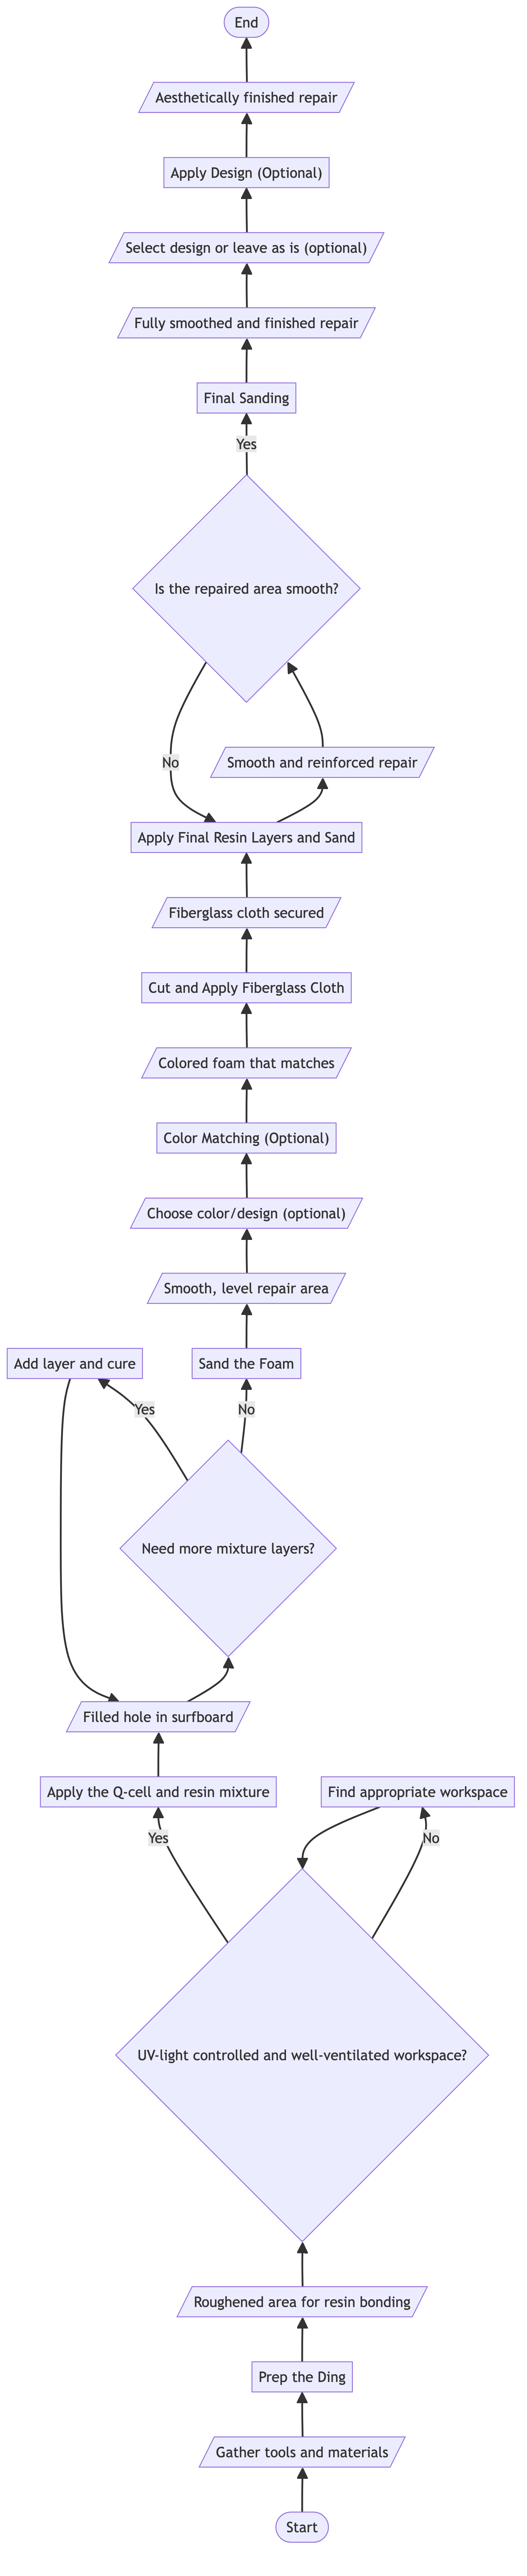 End
Aesthetically finished repair
Apply Design (Optional)
Select design or leave as is (optional)
Fully smoothed and finished repair
Final Sanding
Yes
Is the repaired area smooth?
No
Smooth and reinforced repair
Apply Final Resin Layers and Sand
Fiberglass cloth secured
Cut and Apply Fiberglass Cloth
Colored foam that matches
Color Matching (Optional)
Choose color/design (optional)
Smooth, level repair area
Add layer and cure
Sand the Foam
Yes
No
Need more mixture layers?
Filled hole in surfboard
Apply the Q-cell and resin mixture
Find appropriate workspace
Yes
No
UV-light controlled and well-ventilated workspace?
Roughened area for resin bonding
Prep the Ding
Gather tools and materials
Start